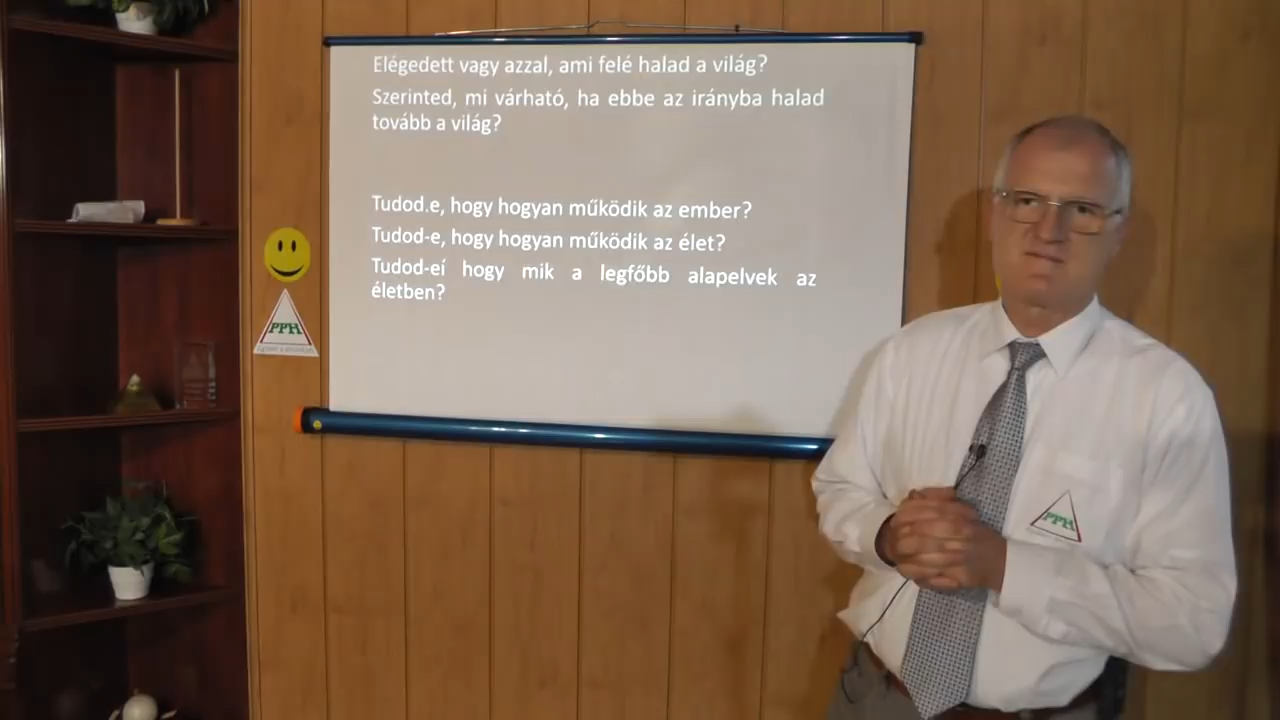 Elégedett vagy azzal, ami felé halad a világ?
Szerinted, mi várható, ha ebbe az irányba halad
tovább a világ?
Tudod.e, hogy hogyan működik az ember?
Tudod-e, hogy hogyan működik az élet?
Tudod-eí hogy mik a legfőbb alapelvek az
életben?
PPH
PPH